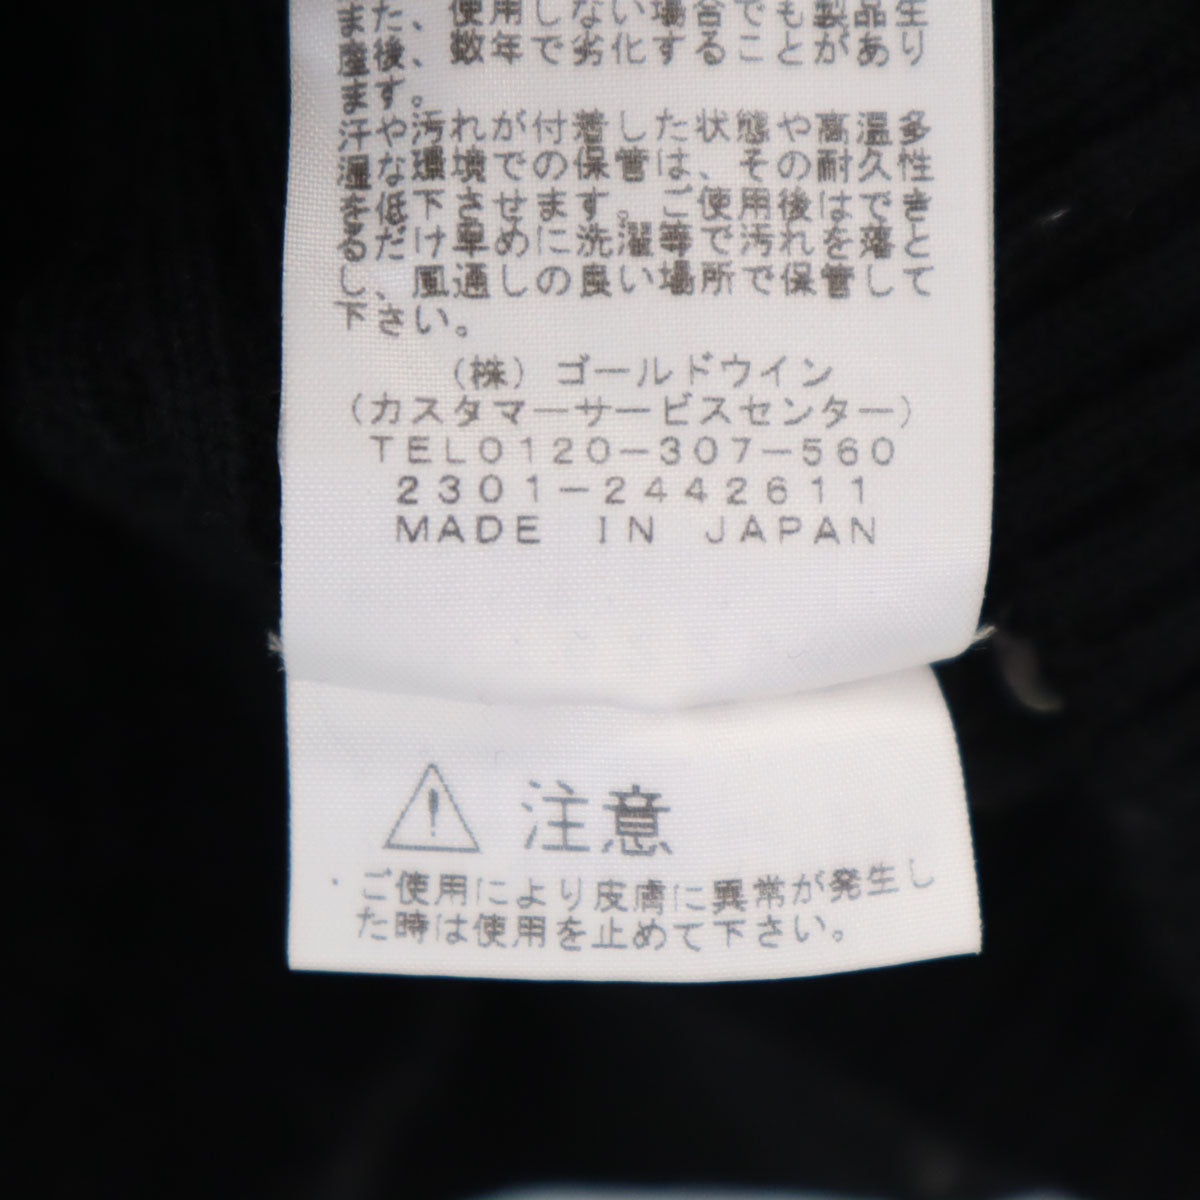 また、使用しない場合でも製品生
産後、数年で劣化することがあり
ます。
汗や汚れが付着した状態や高温多
湿な環境での保管は、その耐久性
を低下させます。ご使用後はできき
るだけ早めに洗濯等で汚れを落と
し、風通しの良い場所で保管して
下さい。
(株) ゴールドウイン
(カスタマーサービスセンター)
TEL0120-307-560
2301-2442611
MADE IN JAPAN
注意
・ご使用により皮膚に異常が発生し
た時は使用を止めて下さい。